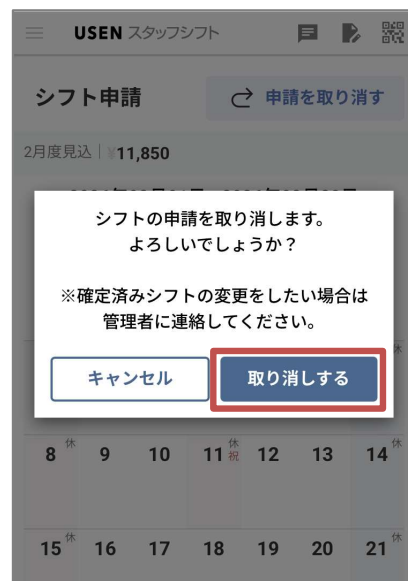 USEN スタッフシフト
シフト申請
申請を取り消す
2月度見込 | ¥11,850
シフトの申請を取り消します。
よろしいでしょうか？
※確定済みシフトの変更をしたい場合は
管理者に連絡してください。
キャンセル
取り消しする
休
8 休 9 10 11 休 祝 12 13 14 休
15 休 16 17 18 19 20 21 休